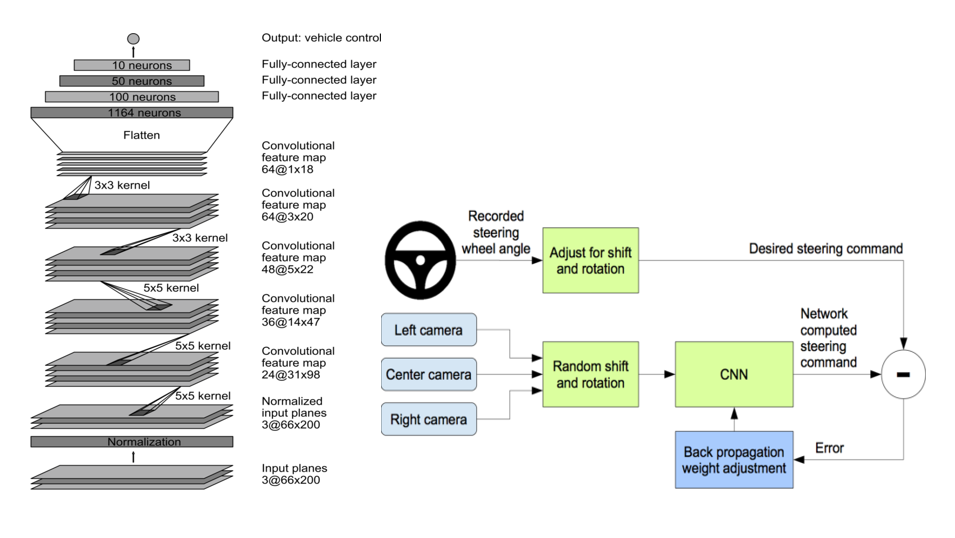 Output: vehicle control
10 neurons
Fully-connected layer
50 neurons
Fully-connected layer
100 neurons
Fully-connected layer
1164 neurons
Flatten
Convolutional
feature map
64@1x18
3x3 kernel
Convolutional
feature map
64@3x20
3x3 kernel
Convolutional
feature map
48@5x22
5x5 kernel
Convolutional
feature map
36@14x47
5x5 kernel
Convolutional
feature map
24@31x98
5x5 kernel
Normalized
input planes
3@66x200
Normalization
Input planes
3@66x200
Recorded
steering
wheel angle
Adjust for shift
and rotation
Desired steering command
Left camera
Center camera
Right camera
Random shift
and rotation
CNN
Network
computed
steering
command
-
Back propagation
weight adjustment
Error